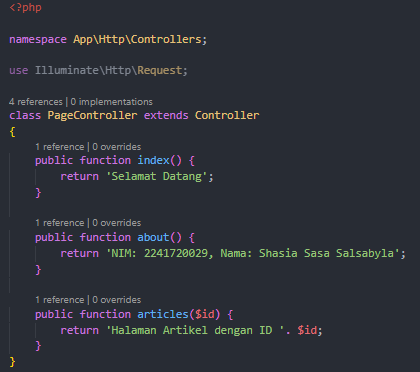 <?php
namespace App\Http\Controllers;
use Illuminate\Http\Request;
4 references | 0 implementations
class PageController extends Controller
{
1 reference | 0 overrides
public function index() {
return 'Selamat Datang';
}
1 reference | 0 overrides
public function about() {
return 'NIM: 2241720029, Nama: Shasia Sasa Salsabyla';
}
1 reference | 0 overrides
public function articles($id) {
return 'Halaman Artikel dengan ID '. $id;
}
}